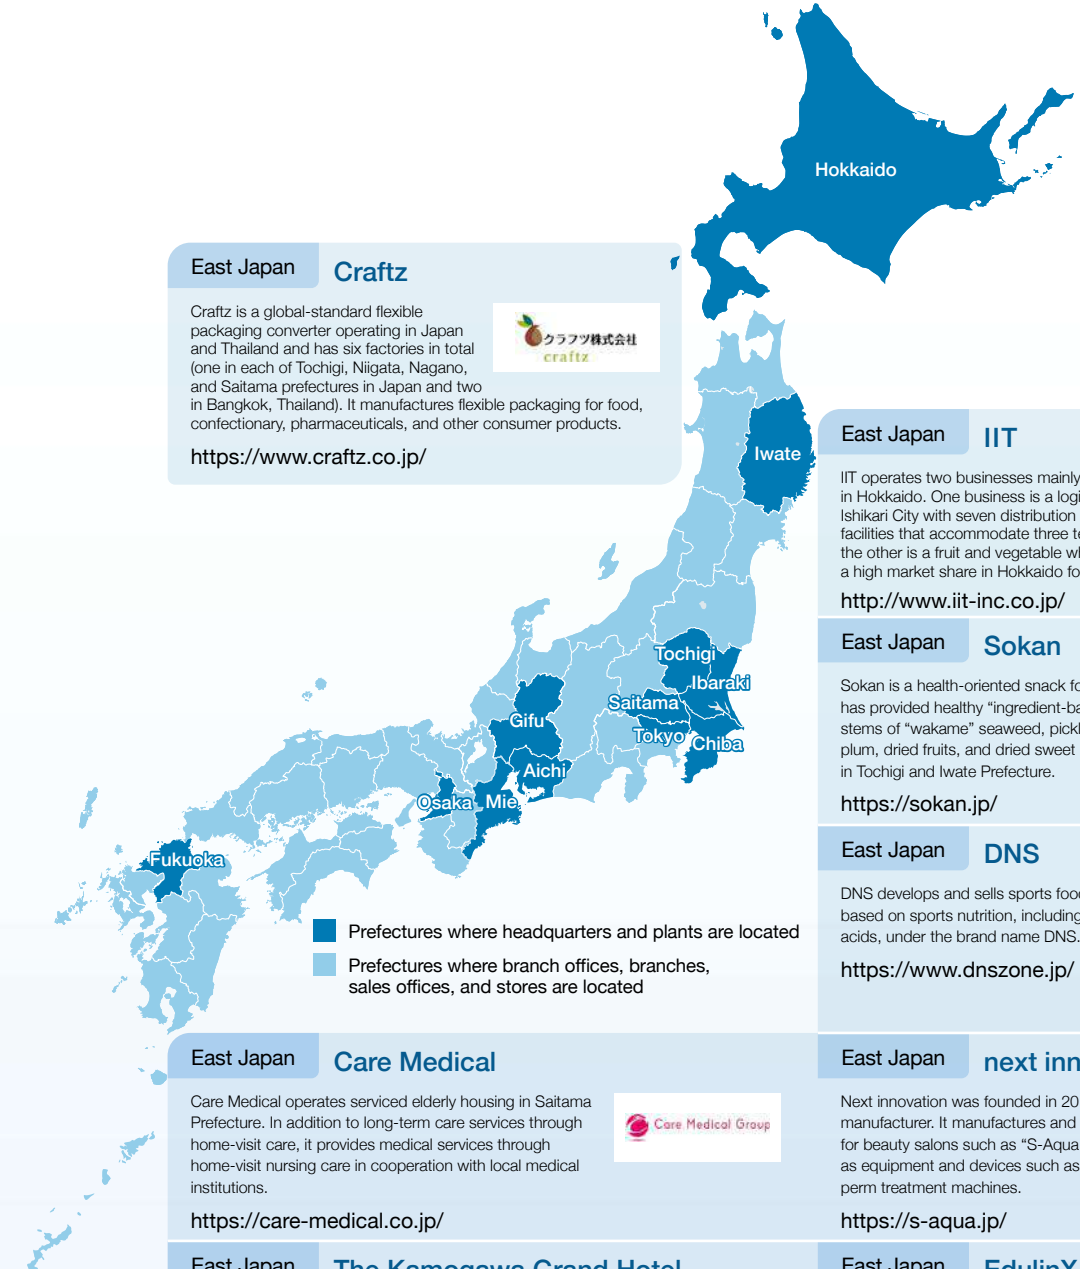 Hokkaido
East Japan
Craftz
Craftz is a global-standard flexible
packaging converter operating in Japan
and Thailand and has six factories in total
(one in each of Tochigi, Niigata, Nagano,
and Saitama prefectures in Japan and two
in Bangkok, Thailand). It manufactures flexible packaging for food,
confectionary, pharmaceuticals, and other consumer products.
https://www.craftz.co.jp/
クラフツ株式会社
craftz
Iwate
Tochigi
Ibaraki
Saitama
Gifu
Tokyo
Chiba
Aichi
Osaka
Mie
Fukuoka
Prefectures where headquarters and plants are located
Prefectures where branch offices, branches,
sales offices, and stores are located
East Japan
IIT
IIT operates two businesses mainly
in Hokkaido. One business is a logi
Ishikari City with seven distribution
facilities that accommodate three te
the other is a fruit and vegetable wh
a high market share in Hokkaido fo
http://www.iit-inc.co.jp/
East Japan
Sokan
Sokan is a health-oriented snack fo
has provided healthy “ingredient-ba
stems of “wakame” seaweed, pickl
plum, dried fruits, and dried sweet
in Tochigi and Iwate Prefecture.
https://sokan.jp/
East Japan
DNS
DNS develops and sells sports food
based on sports nutrition, including
acids, under the brand name DNS.
https://www.dnszone.jp/
East Japan
Care Medical
Care Medical operates serviced elderly housing in Saitama
Prefecture. In addition to long-term care services through
home-visit care, it provides medical services through
home-visit nursing care in cooperation with local medical
institutions.
https://care-medical.co.jp/
Care Medical Group
East Japan
next inn
Next innovation was founded in 20
manufacturer. It manufactures and
for beauty salons such as “S-Aqua
as equipment and devices such as
perm treatment machines.
https://s-aqua.jp/
East Japan
The Kamogawa Grand Hotel
East Japan
EdulinX